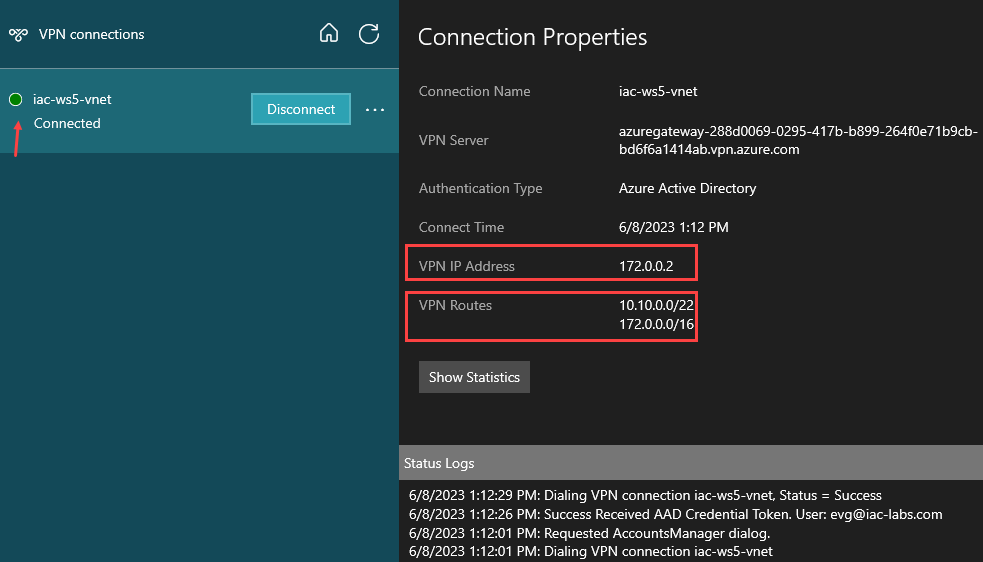 VPN connections
iac-ws5-vnet
Connected
Disconnect
...
Connection Properties
Connection Name iac-ws5-vnet
VPN Server azuregateway-288d0069-0295-417b-b899-264f0e71b9cb-
bd6f6a1414ab.vpn.azure.com
Authentication Type Azure Active Directory
Connect Time 6/8/2023 1:12 PM
VPN IP Address 172.0.0.2
VPN Routes 10.10.0.0/22
172.0.0.0/16
Show Statistics
Status Logs
6/8/2023 1:12:29 PM: Dialing VPN connection iac-ws5-vnet, Status = Success
6/8/2023 1:12:26 PM: Success Received AAD Credential Token. User: evg@iac-labs.com
6/8/2023 1:12:01 PM: Requested AccountsManager dialog.
6/8/2023 1:12:01 PM: Dialing VPN connection iac-ws5-vnet